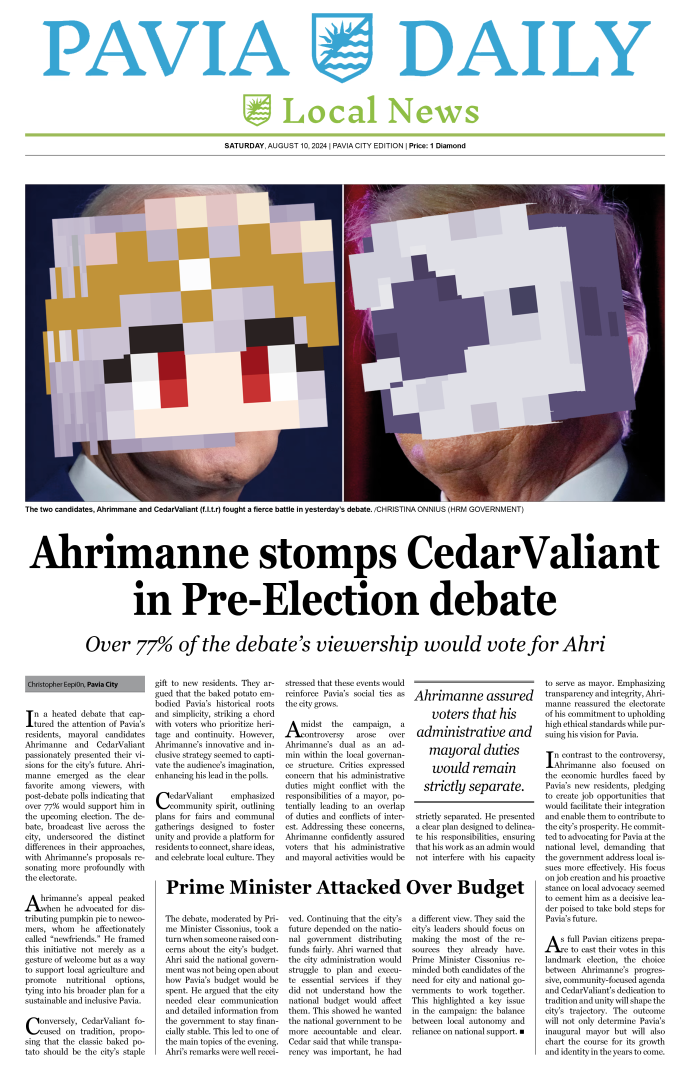 PAVIA DAILY
Local News
SATURDAY, AUGUST 10, 2024 | PAVIA CITY EDITION | Price: 1 Diamond
The two candidates, Ahrimmane and CedarValiant (f.l.t.r) fought a fierce battle in yesterday's debate. /CHRISTINA ONNIUS (HRM GOVERNMENT)
Ahrimanne stomps CedarValiant
in Pre-Election debate
Over 77% of the debate's viewership would vote for Ahri
Christopher Eepi0n, Pavia City
In a heated debate that cap-
tured the attention of Pavia's
residents, mayoral candidates
Ahrimanne and CedarValiant
passionately presented their vi-
sions for the city's future. Ahri-
manne emerged as the clear
favorite among viewers, with
post-debate polls indicating that
over 77% would support him in
the upcoming election. The de-
bate, broadcast live across the
city, underscored the distinct
differences in their approaches,
with Ahrimanne's proposals re-
sonating more profoundly with
the electorate.
Ahrimanne's appeal peaked
when he advocated for dis-
tributing pumpkin pie to newco-
mers, whom he affectionately
called "newfriends." He framed
this initiative not merely as a
gesture of welcome but as a way
to support local agriculture and
promote nutritional options,
tying into his broader plan for a
sustainable and inclusive Pavia.
Conversely, CedarValiant fo-
cused on tradition, propo-
sing that the classic baked po-
tato should be the city's staple
gift to new residents. They ar-
gued that the baked potato em-
bodied Pavia's historical roots
and simplicity, striking a chord
with voters who prioritize heri-
tage and continuity. However,
Ahrimanne's innovative and in-
clusive strategy seemed to capti-
vate the audience's imagination,
enhancing his lead in the polls.
CedarValiant emphasized
community spirit, outlining
plans for fairs and communal
gatherings designed to foster
unity and provide a platform for
residents to connect, share ideas,
and celebrate local culture. They
stressed that these events would
reinforce Pavia's social ties as
the city grows.
Amidst the campaign, a
controversy arose over
Ahrimanne's dual as an ad-
min within the local governan-
ce structure. Critics expressed
concern that his administrative
duties might conflict with the
responsibilities of a mayor, po-
tentially leading to an overlap
of duties and conflicts of inter-
est. Addressing these concerns,
Ahrimanne confidently assured
voters that his administrative
and mayoral activities would be
Ahrimanne assured
voters that his
administrative and
mayoral duties
would remain
strictly separate.
strictly separated. He presented
a clear plan designed to delinea-
te his responsibilities, ensuring
that his work as an admin would
not interfere with his capacity
to serve as mayor. Emphasizing
transparency and integrity, Ahri-
manne reassured the electorate
of his commitment to upholding
high ethical standards while pur-
suing his vision for Pavia.
In contrast to the controversy,
Ahrimanne also focused on
the economic hurdles faced by
Pavia's new residents, pledging
to create job opportunities that
would facilitate their integration
and enable them to contribute to
the city's prosperity. He commit-
ted to advocating for Pavia at the
national level, demanding that
the government address local is-
sues more effectively. His focus
on job creation and his proactive
stance on local advocacy seemed
to cement him as a decisive lea-
der poised to take bold steps for
Pavia's future.
As full Pavian citizens prepa-
re to cast their votes in this
landmark election, the choice
between Ahrimanne's progres-
sive, community-focused agenda
and CedarValiant's dedication to
tradition and unity will shape the
city's trajectory. The outcome
will not only determine Pavia's
inaugural mayor but will also
chart the course for its growth
and identity in the years to come.
Prime Minister Attacked Over Budget
The debate, moderated by Pri-
me Minister Cissonius, took a
turn when someone raised con-
cerns about the city's budget.
Ahri said the national govern-
ment was not being open about
how Pavia's budget would be
spent. He argued that the city
needed clear communication
and detailed information from
the government to stay finan-
cially stable. This led to one of
the main topics of the evening.
Ahri's remarks were well recei-
ved. Continuing that the city's
future depended on the natio-
nal government distributing
funds fairly. Ahri warned that
the city administration would
struggle to plan and execu-
te essential services if they
did not understand how the
national budget would affect
them. This showed he wanted
the national government to be
more accountable and clear.
Cedar said that while transpa-
rency was important, he had
a different view. They said the
city's leaders should focus on
making the most of the re-
sources they already have.
Prime Minister Cissonius re-
minded both candidates of the
need for city and national go-
vernments to work together.
This highlighted a key issue
in the campaign: the balance
between local autonomy and
reliance on national support. ■